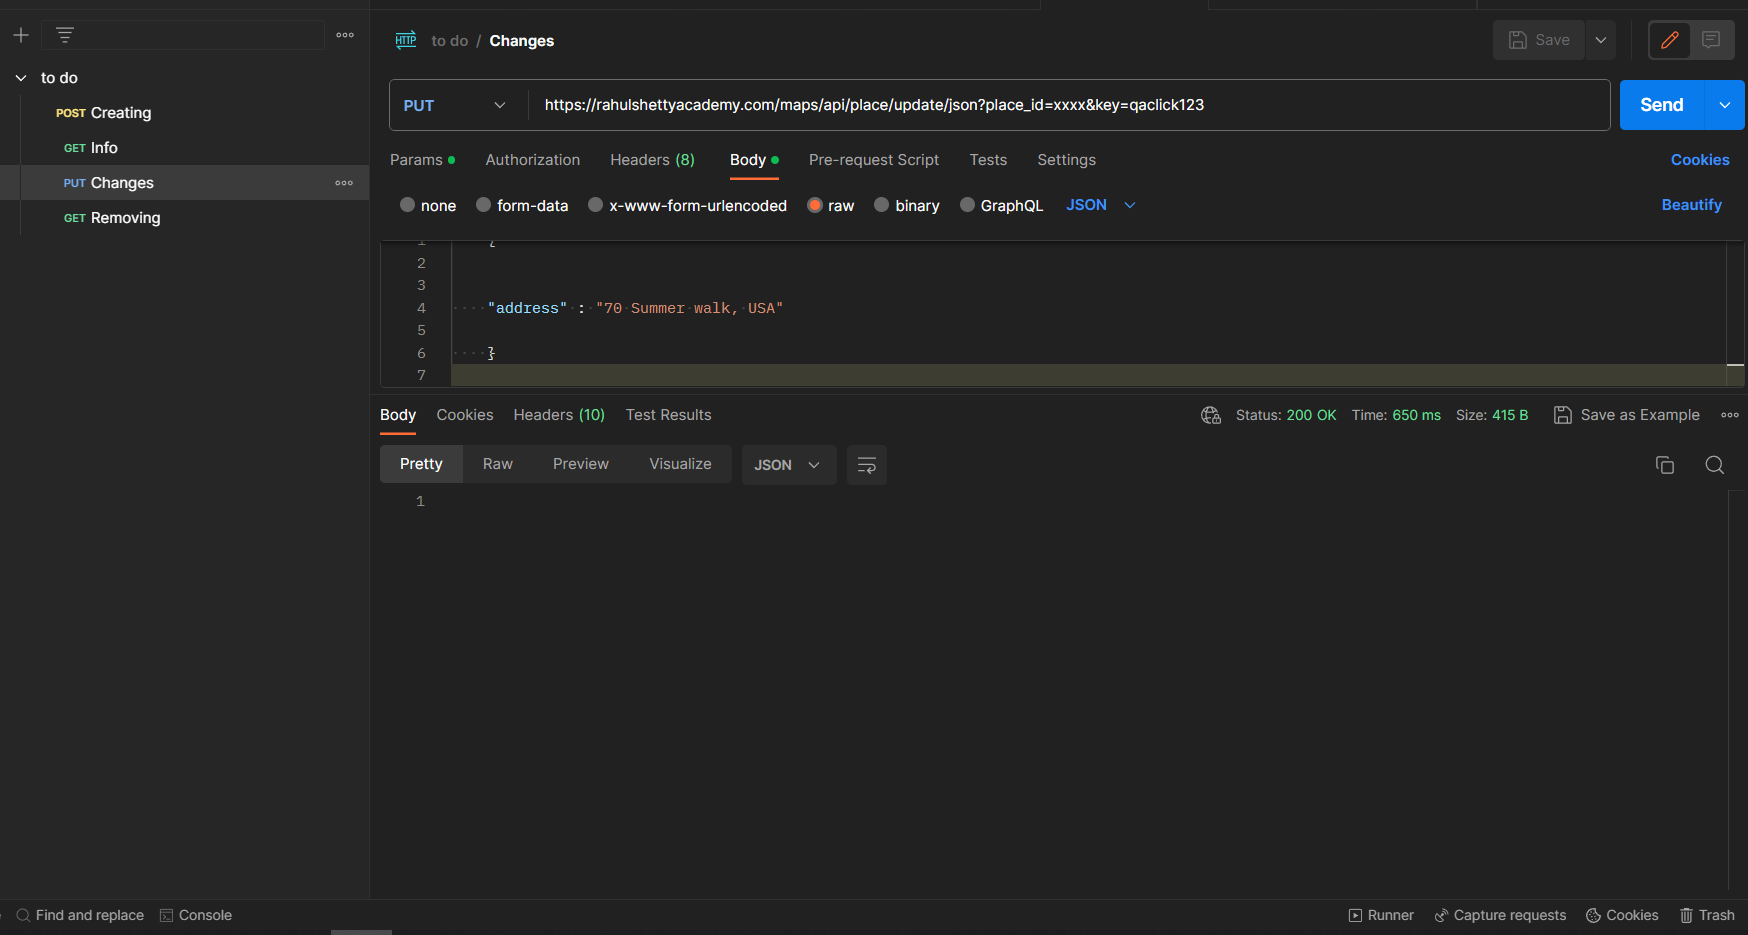 to do / Changes
Save
to do
POST Creating
GET Info
PUT Changes
GET Removing
PUT
https://rahulshettyacademy.com/maps/api/place/update/json?place_id=xxxx&key=qaclick123
Send
Params
Authorization
Headers (8)
Body
Pre-request Script
Tests
Settings
Cookies
none
form-data
x-www-form-urlencoded
raw
binary
GraphQL
JSON
Beautify
1 {
2
3
4 "address" : "70 Summer walk, USA"
5
6 }
7
Body
Cookies
Headers (10)
Test Results
Status: 200 OK
Time: 650 ms
Size: 415 B
Save as Example
Pretty
Raw
Preview
Visualize
JSON
1
Find and replace
Console
Runner
Capture requests
Cookies
Trash